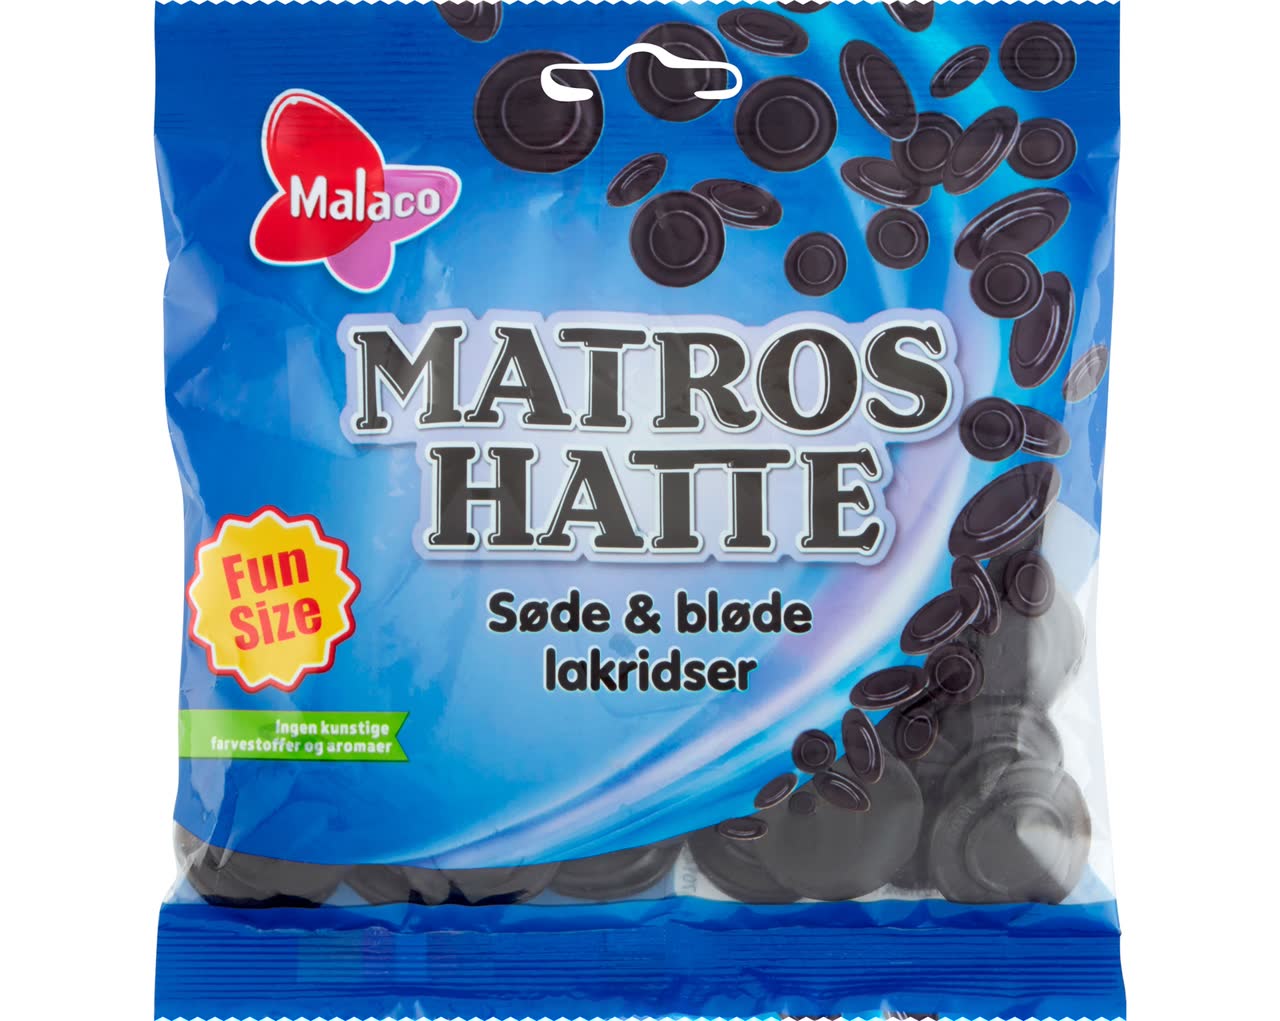 Malaco
MATROS
HATTE
Søde & bløde
lakridser
Fun
Size
Ingen kunstige
farvestoffer og aromaer